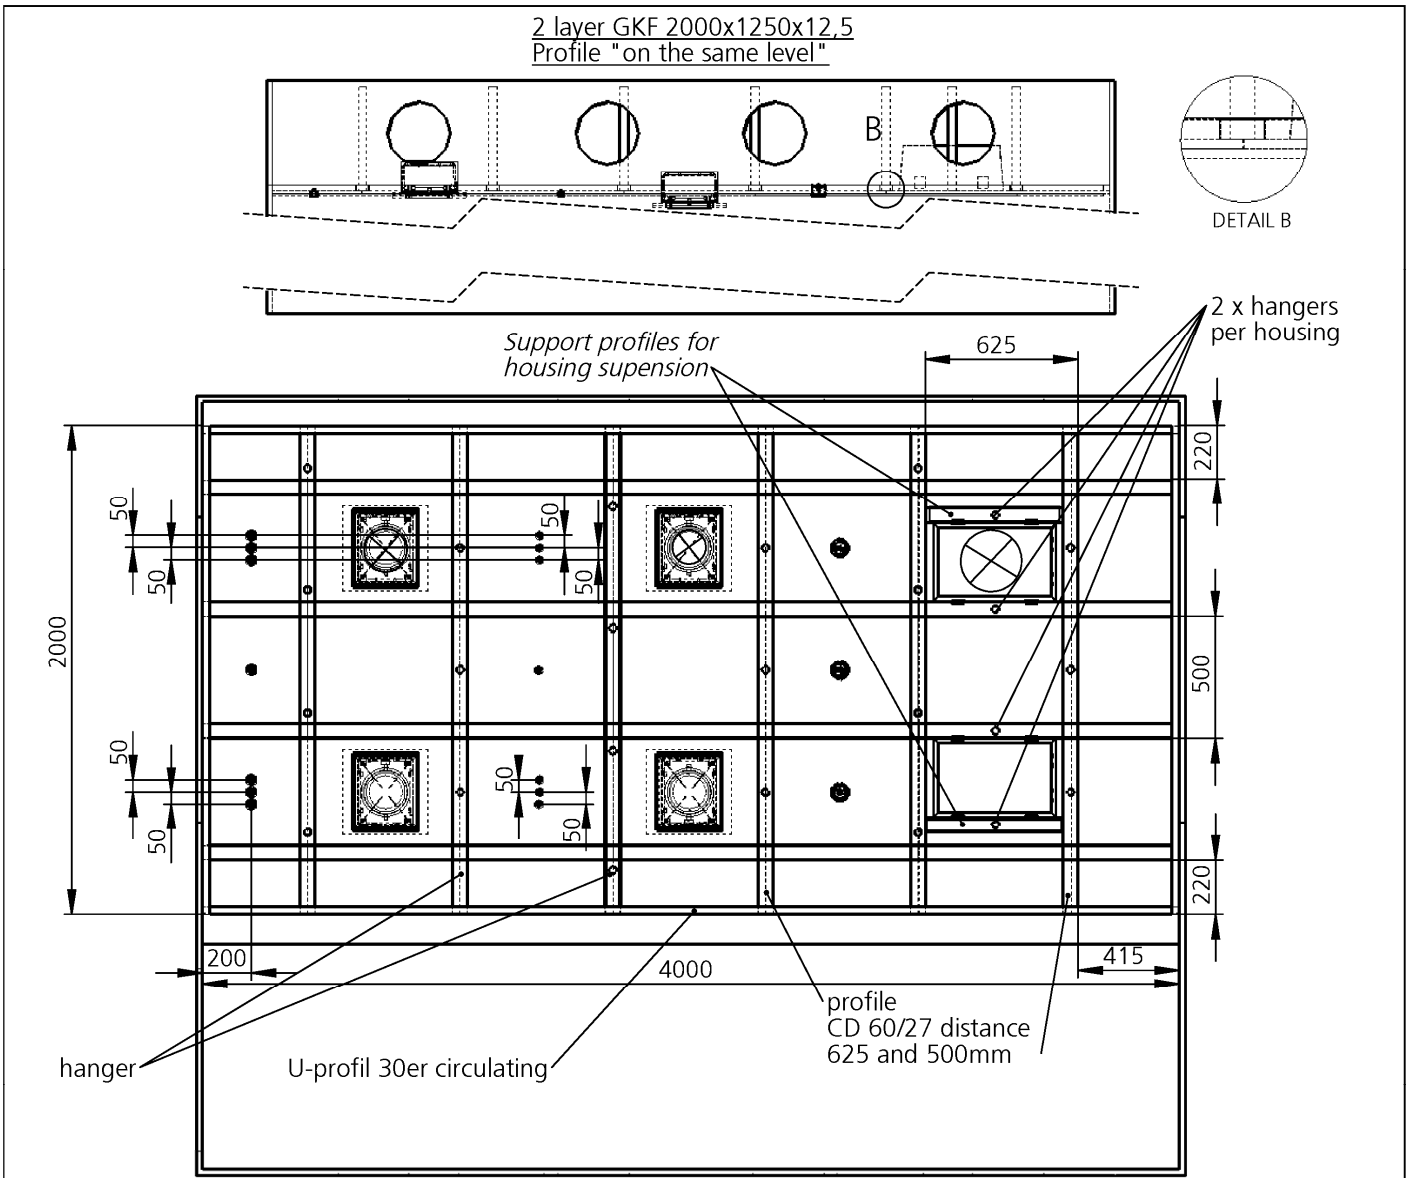 2 layer GKF 2000x1250x12,5
Profile "on the same level"
B
DETAIL B
2 x hangers
per housing
Support profiles for
housing supension
625
220
50
50
50
50
2000
500
50
50
50
50
220
200
4000
415
profile
CD 60/27 distance
625 and 500mm
hanger
U-profil 30er circulating